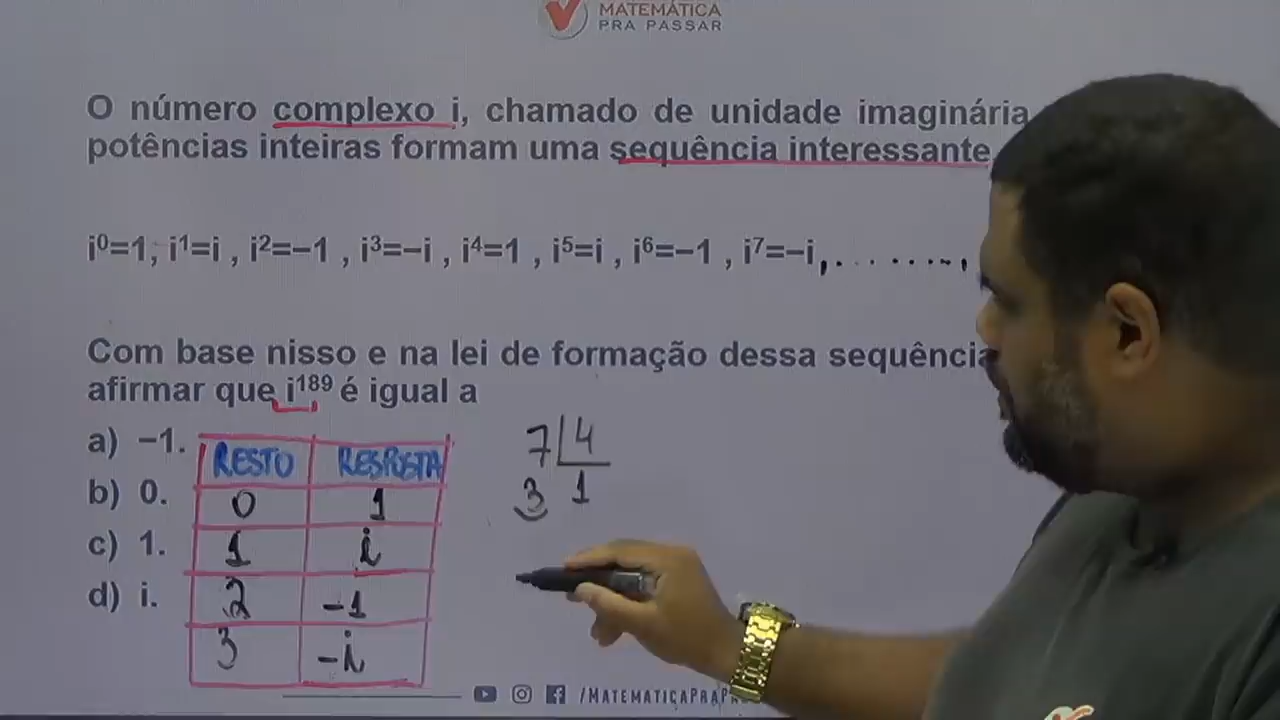 MATEMÁTICA
PRA PASSAR
O número complexo i, chamado de unidade imaginária
potências inteiras formam uma sequência interessante
i⁰=1; i¹=i , i²=−1 , i³=−i , i⁴=1 , i⁵=i , i⁶=−1 , i⁷=−i, . . . . . . . . ,
Com base nisso e na lei de formação dessa sequência
afirmar que i¹⁸⁹ é igual a
a) −1.
b) 0.
c) 1.
d) i.
RESTO RESPOSTA
0 1
1 i
2 -1
3 -i
7 4
3 1